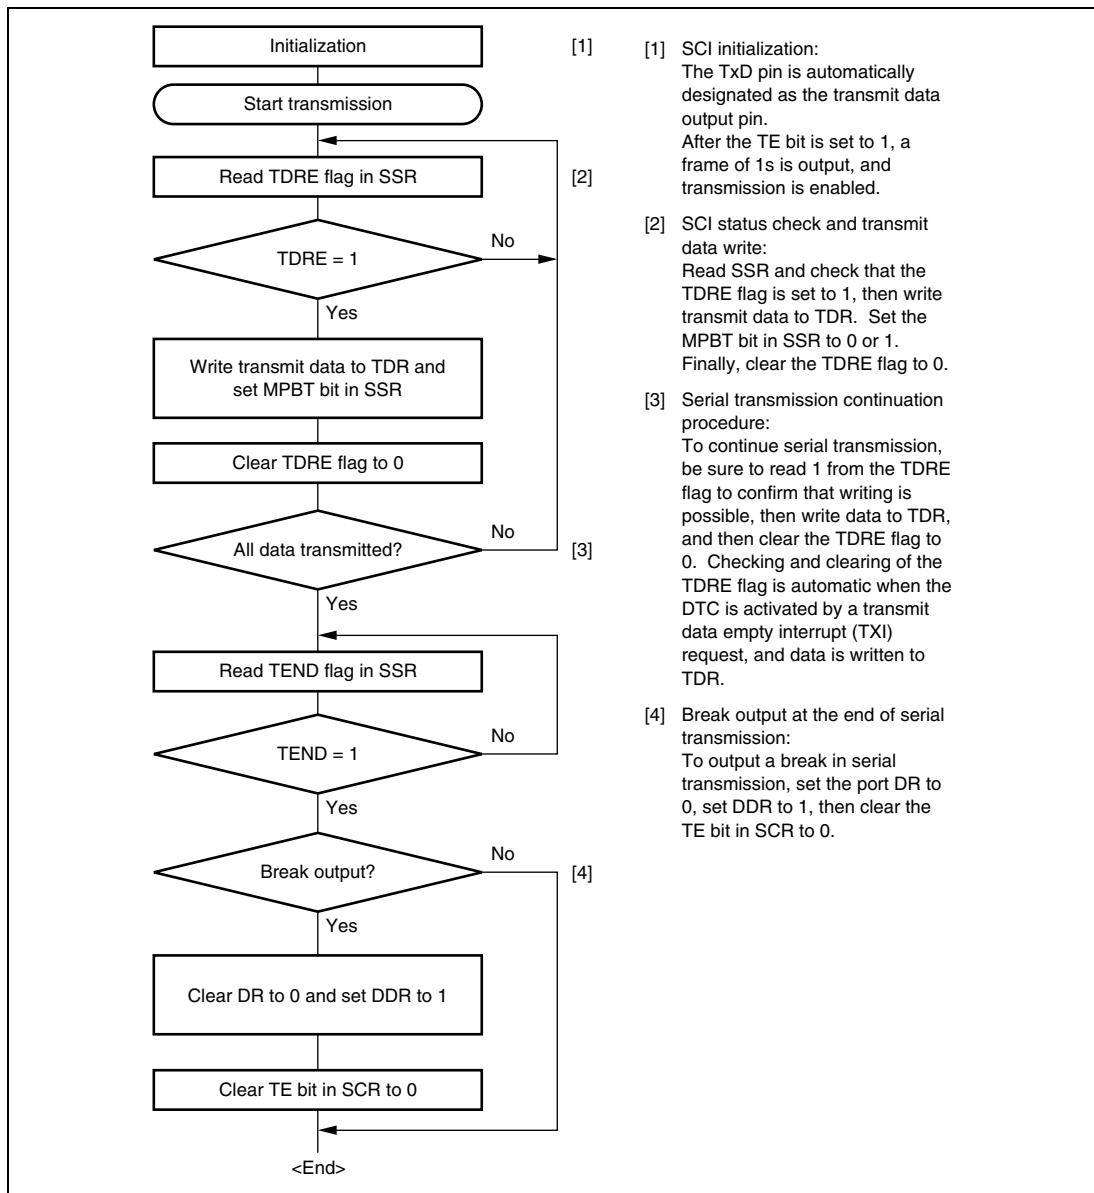 Initialization
[1]
Start transmission
Read TDRE flag in SSR
[2]
TDRE = 1
No
Yes
Write transmit data to TDR and
set MPBT bit in SSR
Clear TDRE flag to 0
All data transmitted?
No
[3]
Yes
Read TEND flag in SSR
TEND = 1
No
Yes
Break output?
No
[4]
Yes
Clear DR to 0 and set DDR to 1
Clear TE bit in SCR to 0
<End>
[1] SCI initialization:
The TxD pin is automatically
designated as the transmit data
output pin.
After the TE bit is set to 1, a
frame of 1s is output, and
transmission is enabled.
[2] SCI status check and transmit
data write:
Read SSR and check that the
TDRE flag is set to 1, then write
transmit data to TDR. Set the
MPBT bit in SSR to 0 or 1.
Finally, clear the TDRE flag to 0.
[3] Serial transmission continuation
procedure:
To continue serial transmission,
be sure to read 1 from the TDRE
flag to confirm that writing is
possible, then write data to TDR,
and then clear the TDRE flag to
0. Checking and clearing of the
TDRE flag is automatic when the
DTC is activated by a transmit
data empty interrupt (TXI)
request, and data is written to
TDR.
[4] Break output at the end of serial
transmission:
To output a break in serial
transmission, set the port DR to
0, set DDR to 1, then clear the
TE bit in SCR to 0.